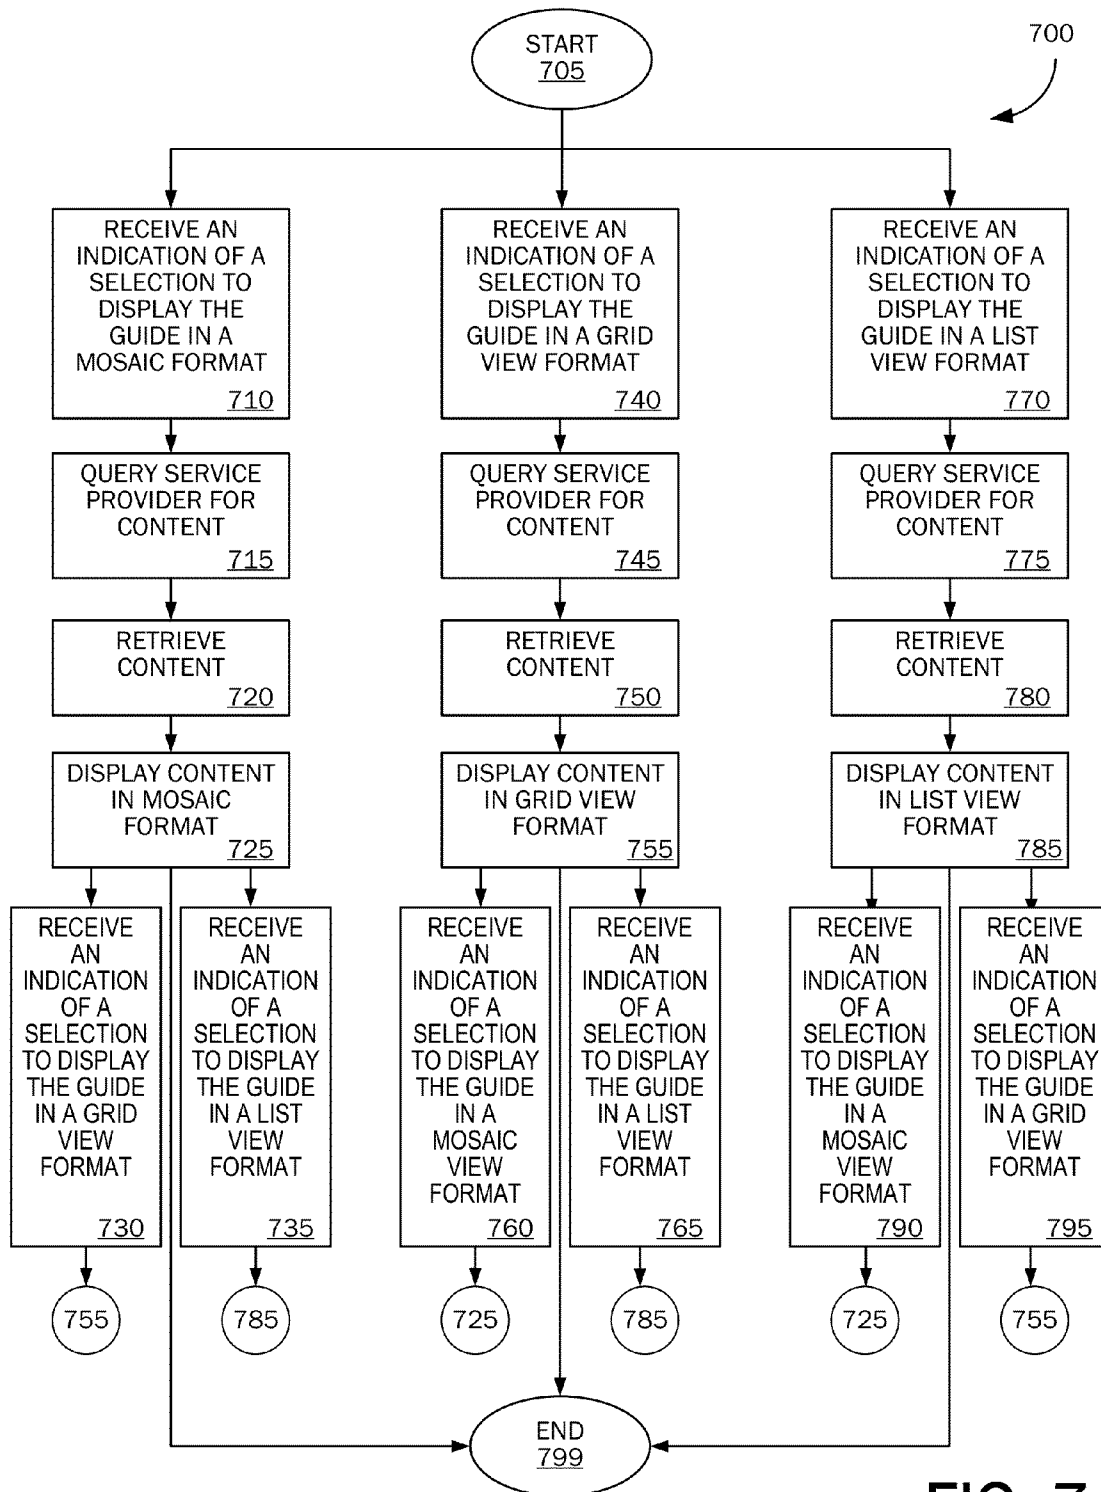 START
705
700
RECEIVE AN
INDICATION OF A
SELECTION TO
DISPLAY THE
GUIDE IN A
MOSAIC FORMAT
710
QUERY SERVICE
PROVIDER FOR
CONTENT
715
RETRIEVE
CONTENT
720
DISPLAY CONTENT
IN MOSAIC
FORMAT
725
RECEIVE
AN
INDICATION
OF A
SELECTION
TO DISPLAY
THE GUIDE
IN A GRID
VIEW
FORMAT
730
755
RECEIVE
AN
INDICATION
OF A
SELECTION
TO DISPLAY
THE GUIDE
IN A LIST
VIEW
FORMAT
735
785
RECEIVE AN
INDICATION OF A
SELECTION TO
DISPLAY THE
GUIDE IN A GRID
VIEW FORMAT
740
QUERY SERVICE
PROVIDER FOR
CONTENT
745
RETRIEVE
CONTENT
750
DISPLAY CONTENT
IN GRID VIEW
FORMAT
755
RECEIVE
AN
INDICATION
OF A
SELECTION
TO DISPLAY
THE GUIDE
IN A
MOSAIC
VIEW
FORMAT
760
725
RECEIVE
AN
INDICATION
OF A
SELECTION
TO DISPLAY
THE GUIDE
IN A LIST
VIEW
FORMAT
765
785
RECEIVE AN
INDICATION OF A
SELECTION TO
DISPLAY THE
GUIDE IN A LIST
VIEW FORMAT
770
QUERY SERVICE
PROVIDER FOR
CONTENT
775
RETRIEVE
CONTENT
780
DISPLAY CONTENT
IN LIST VIEW
FORMAT
785
RECEIVE
AN
INDICATION
OF A
SELECTION
TO DISPLAY
THE GUIDE
IN A
MOSAIC
VIEW
FORMAT
790
725
RECEIVE
AN
INDICATION
OF A
SELECTION
TO DISPLAY
THE GUIDE
IN A GRID
VIEW
FORMAT
795
755
END
799
FIG. 7